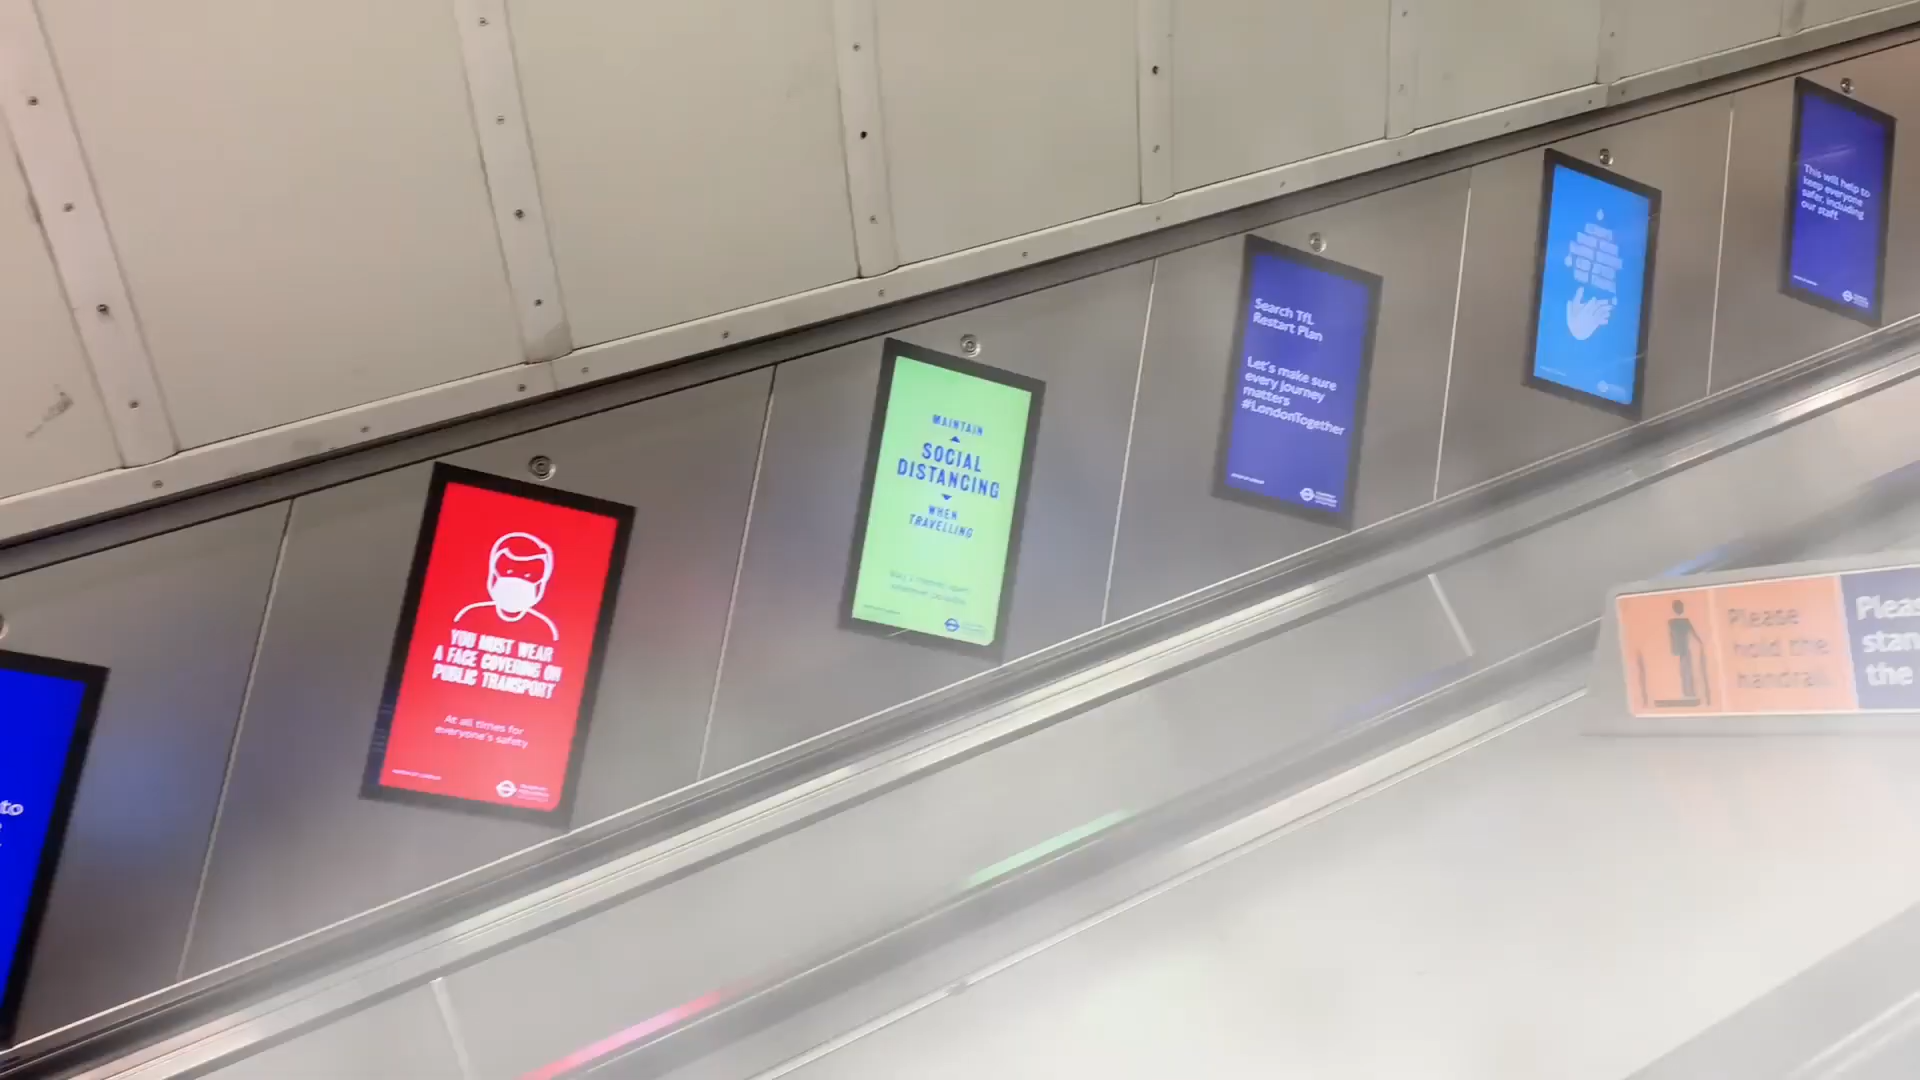 to
YOU MUST WEAR
A FACE COVERING ON
PUBLIC TRANSPORT
At all times for
everyone's safety
MAINTAIN
SOCIAL
DISTANCING
WHEN
TRAVELLING
Search TfL
Restart Plan
Let's make sure
every journey
matters
#LondonTogether
This will help to
keep everyone
safe, including
our staff.
Please
hold the
handrail
Pleas
stan
the